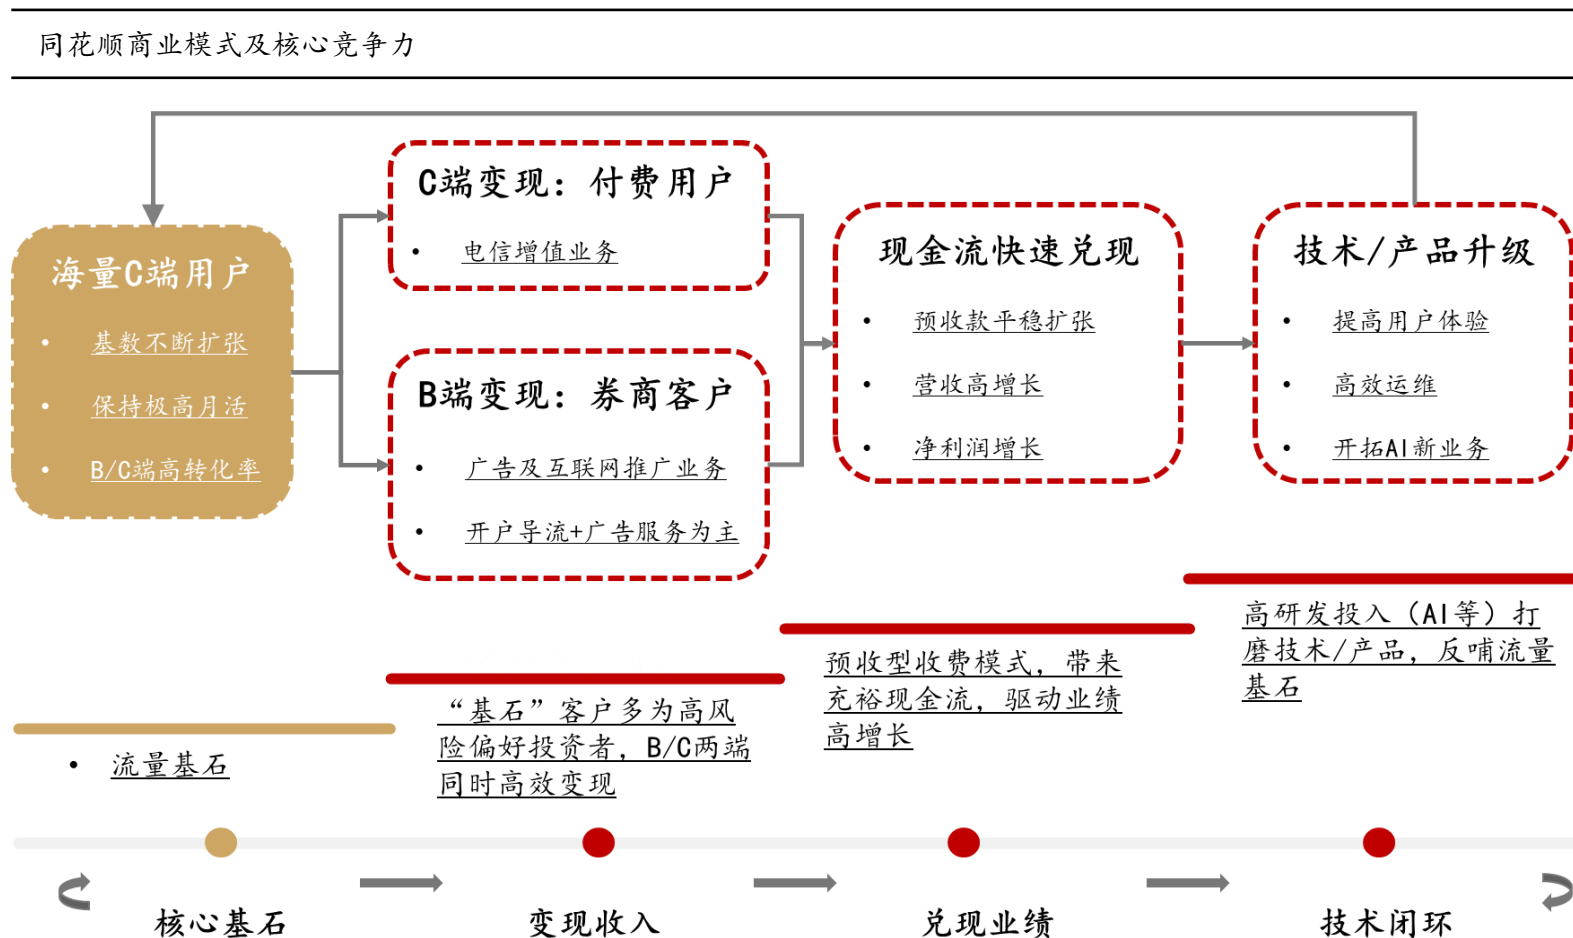 同花顺商业模式及核心竞争力
海量C端用户
• 基数不断扩张
• 保持极高月活
• B/C端高转化率
C端变现：付费用户
• 电信增值业务
B端变现：券商客户
• 广告及互联网推广业务
• 开户导流+广告服务为主
现金流快速兑现
• 预收款平稳扩张
• 营收高增长
• 净利润增长
技术/产品升级
• 提高用户体验
• 高效运维
• 开拓AI新业务
• 流量基石
“基石”客户多为高风
险偏好投资者，B/C两端
同时高效变现
预收型收费模式，带来
充裕现金流，驱动业绩
高增长
高研发投入（AI等）打
磨技术/产品，反哺流量
基石
核心基石
变现收入
兑现业绩
技术闭环